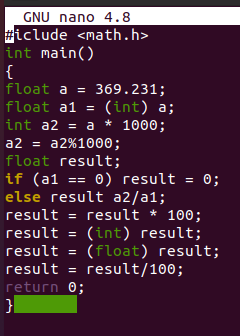 GNU nano 4.8
#iclude <math.h>
int main()
{
float a = 369.231;
float a1 = (int) a;
int a2 = a * 1000;
a2 = a2%1000;
float result;
if (a1 == 0) result = 0;
else result a2/a1;
result = result * 100;
result = (int) result;
result = (float) result;
result = result/100;
return 0;
}